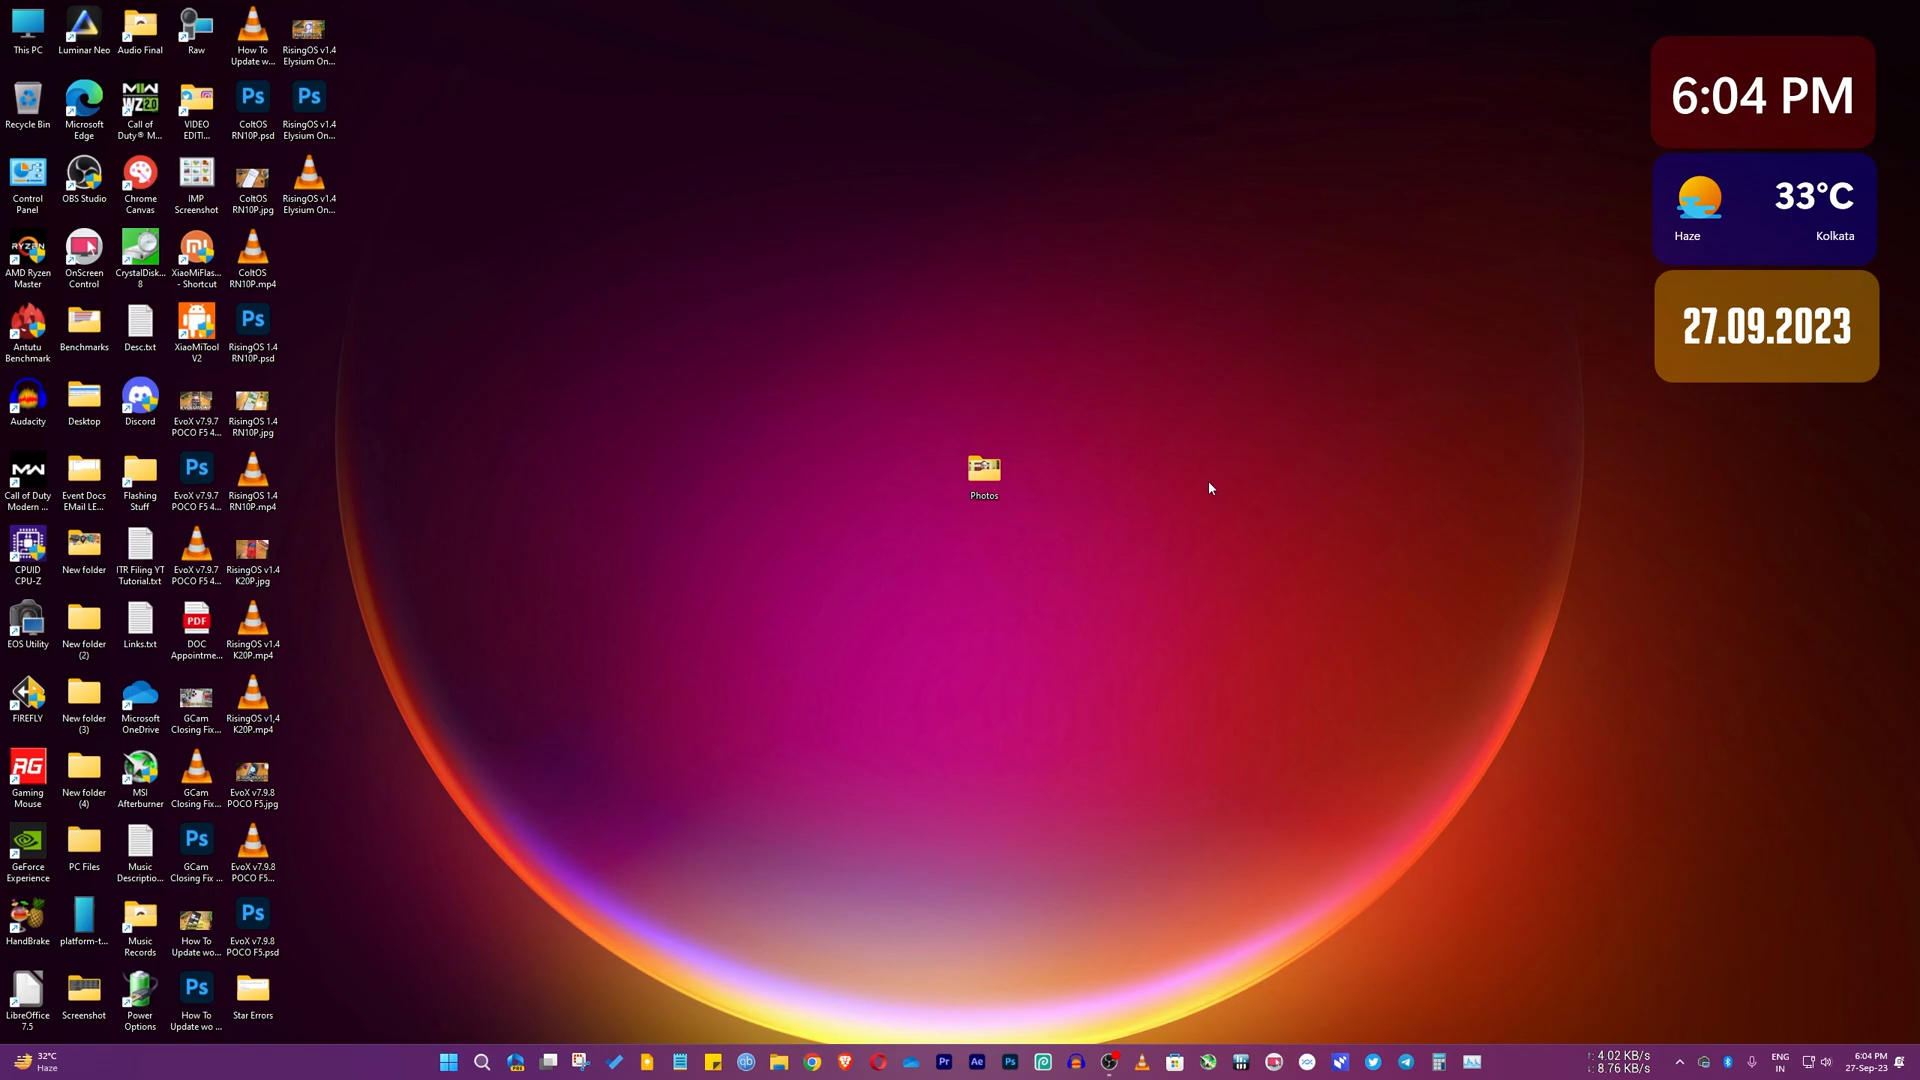 This PC
Luminar Neo
Audio Final
Raw
How To
Update w...
RisingOS v1.4
Elysium On...
Recycle Bin
Microsoft
Edge
Call of
Duty® M...
VIDEO
EDITI...
ColtOS
RN10P.psd
RisingOS v1.4
Elysium On...
Control
Panel
OBS Studio
Chrome
Canvas
IMP
Screenshot
ColtOS
RN10P.jpg
RisingOS v1.4
Elysium On...
AMD Ryzen
Master
OnScreen
Control
CrystalDisk...
8
XiaoMiFlas...
- Shortcut
ColtOS
RN10P.mp4
Antutu
Benchmark
Benchmarks
Desc.txt
XiaoMiTool
V2
RisingOS 1.4
RN10P.psd
Audacity
Desktop
Discord
EvoX v7.9.7
POCO F5 4...
RisingOS 1.4
RN10P.jpg
Call of Duty
Modern ...
Event Docs
EMail LE...
Flashing
Stuff
EvoX v7.9.7
POCO F5 4...
RisingOS 1.4
RN10P.mp4
CPUID
CPU-Z
New folder
ITR Filing YT
Tutorial.txt
EvoX v7.9.7
POCO F5 4...
RisingOS v1.4
K20P.jpg
EOS Utility
New folder
(2)
Links.txt
DOC
Appointme...
RisingOS v1.4
K20P.mp4
FIREFLY
New folder
(3)
Microsoft
OneDrive
GCam
Closing Fix...
RisingOS v1,4
K20P.mp4
Gaming
Mouse
New folder
(4)
MSI
Afterburner
GCam
Closing Fix...
EvoX v7.9.8
POCO F5.jpg
GeForce
Experience
PC Files
Music
Descriptio...
GCam
Closing Fix ...
EvoX v7.9.8
POCO F5...
HandBrake
platform-t...
Music
Records
How To
Update wo...
EvoX v7.9.8
POCO F5.psd
LibreOffice
7.5
Screenshot
Power
Options
How To
Update wo ...
Star Errors
Photos
6:04 PM
33°C
Haze
Kolkata
27.09.2023
32°C
Haze
↑: 4.02 KB/s
↓: 8.76 KB/s
ENG
IN
6:04 PM
27-Sep-23